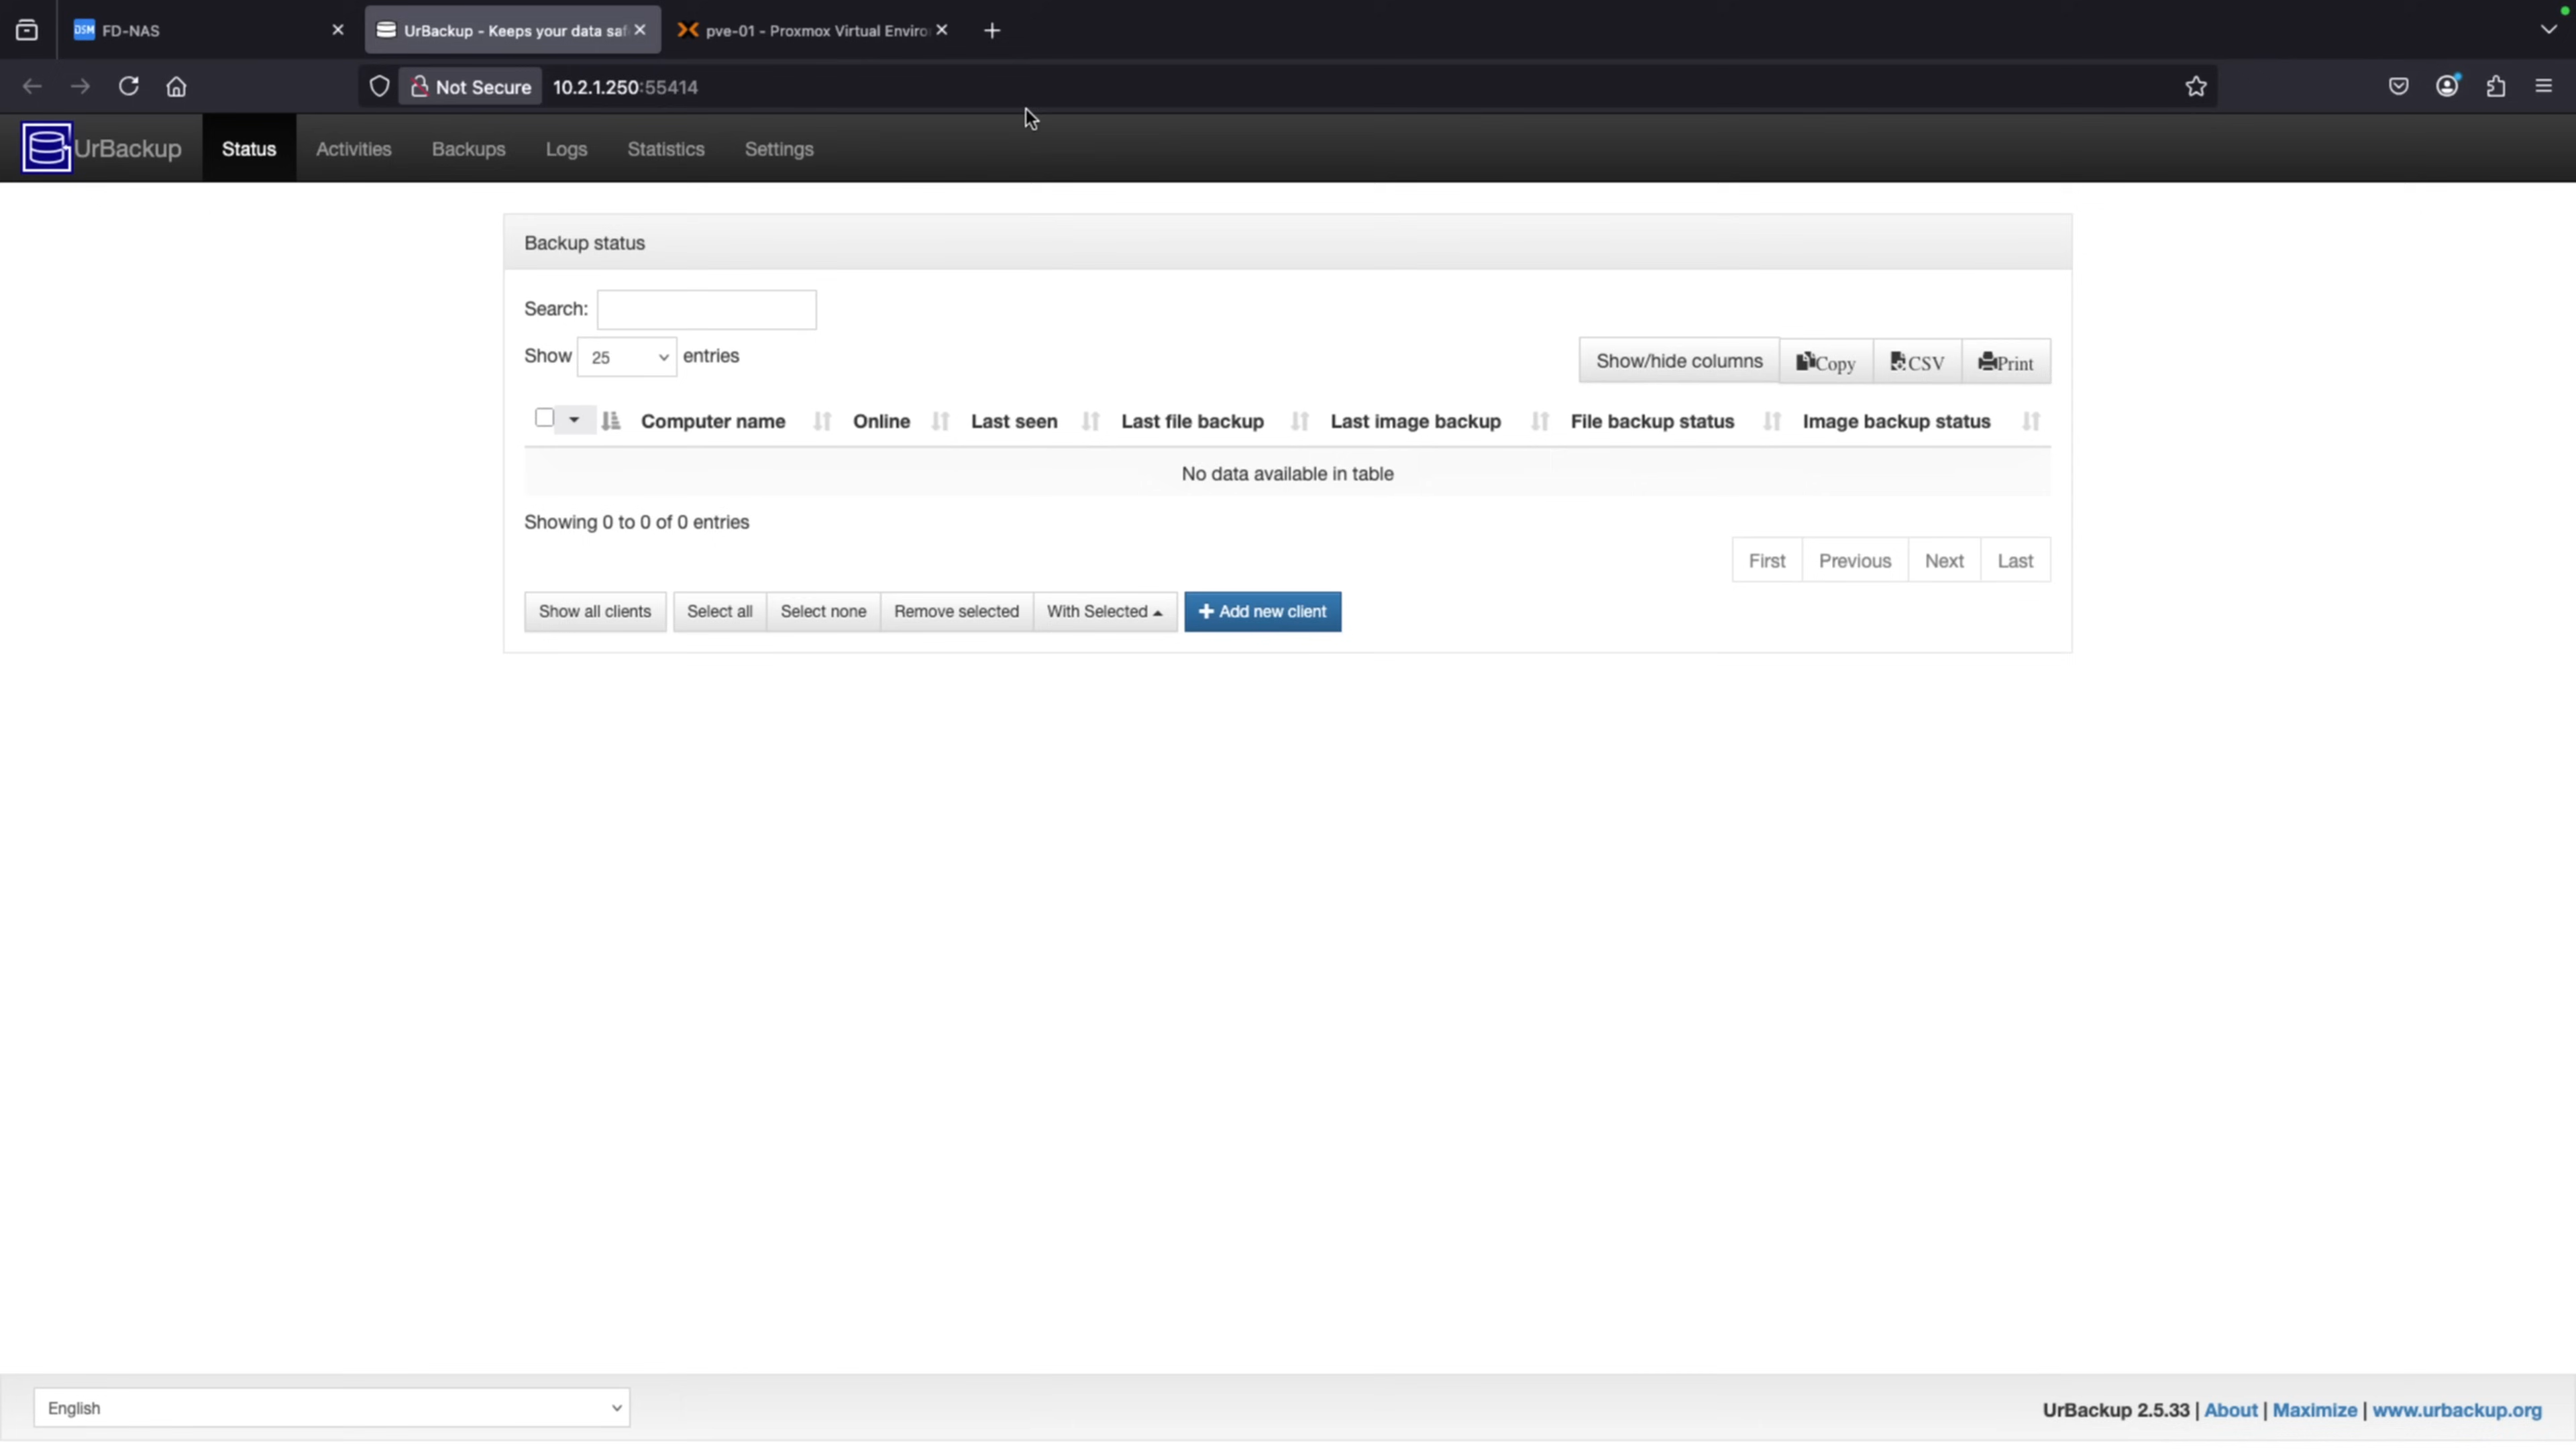 FD-NAS
UrBackup - Keeps your data saf
pve-01 - Proxmox Virtual Enviro
Not Secure
10.2.1.250:55414
UrBackup
Status
Activities
Backups
Logs
Statistics
Settings
Backup status
Search:
Show 25 entries
Show/hide columns
Copy
CSV
Print
Computer name
Online
Last seen
Last file backup
Last image backup
File backup status
Image backup status
No data available in table
Showing 0 to 0 of 0 entries
First
Previous
Next
Last
Show all clients
Select all
Select none
Remove selected
With Selected
Add new client
English
UrBackup 2.5.33 | About | Maximize | www.urbackup.org